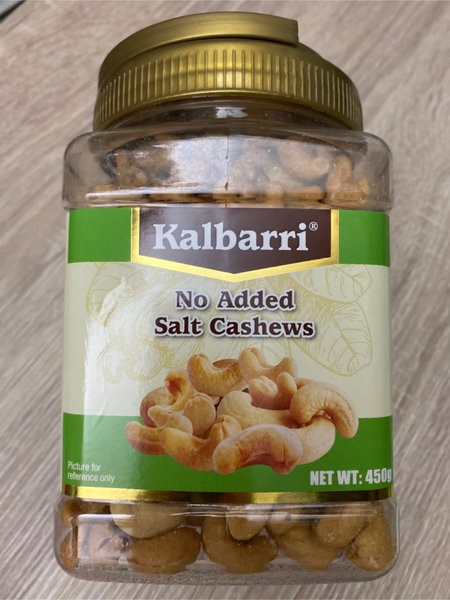 Kalbarri®
No Added
Salt Cashews
Picture for
reference only
NET WT: 450g